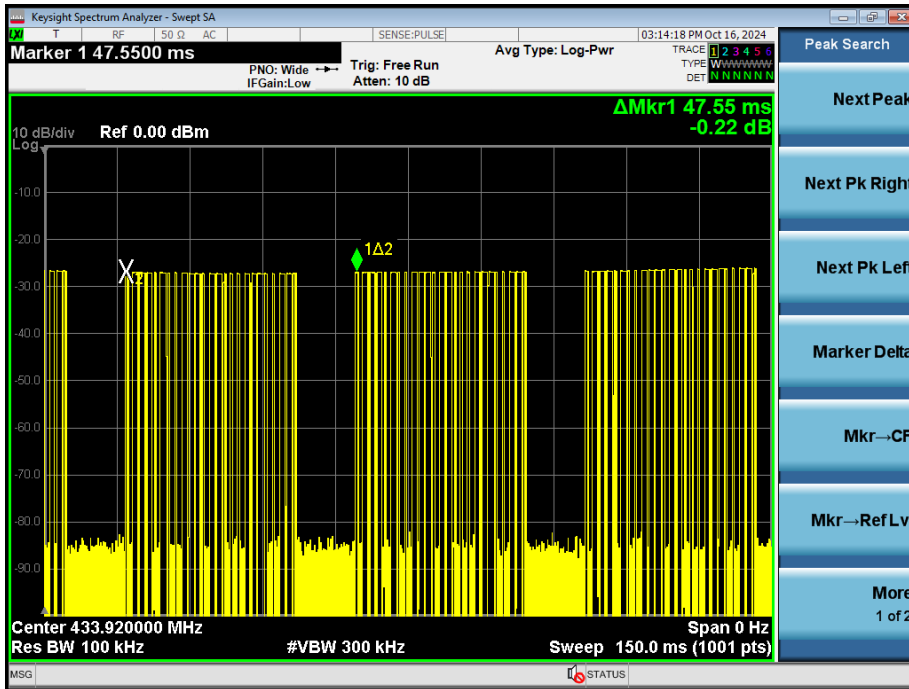 Keysight Spectrum Analyzer - Swept SA
LXI T RF 50 Ω AC SENSE:PULSE 03:14:18 PM Oct 16, 2024
Marker 1 47.5500 ms
PNO: Wide
IFGain:Low
Trig: Free Run
Atten: 10 dB
Avg Type: Log-Pwr
TRACE 1 2 3 4 5 6
TYPE WWWWWW
DET N N N N N N
ΔMkr1 47.55 ms
-0.22 dB
10 dB/div Ref 0.00 dBm
Log
-10.0
-20.0
-30.0
-40.0
-50.0
-60.0
-70.0
-80.0
-90.0
1Δ2
X2
Center 433.920000 MHz Span 0 Hz
Res BW 100 kHz #VBW 300 kHz Sweep 150.0 ms (1001 pts)
MSG STATUS
Peak Search
Next Peak
Next Pk Right
Next Pk Left
Marker Delta
Mkr→CF
Mkr→Ref Lv
More
1 of 2